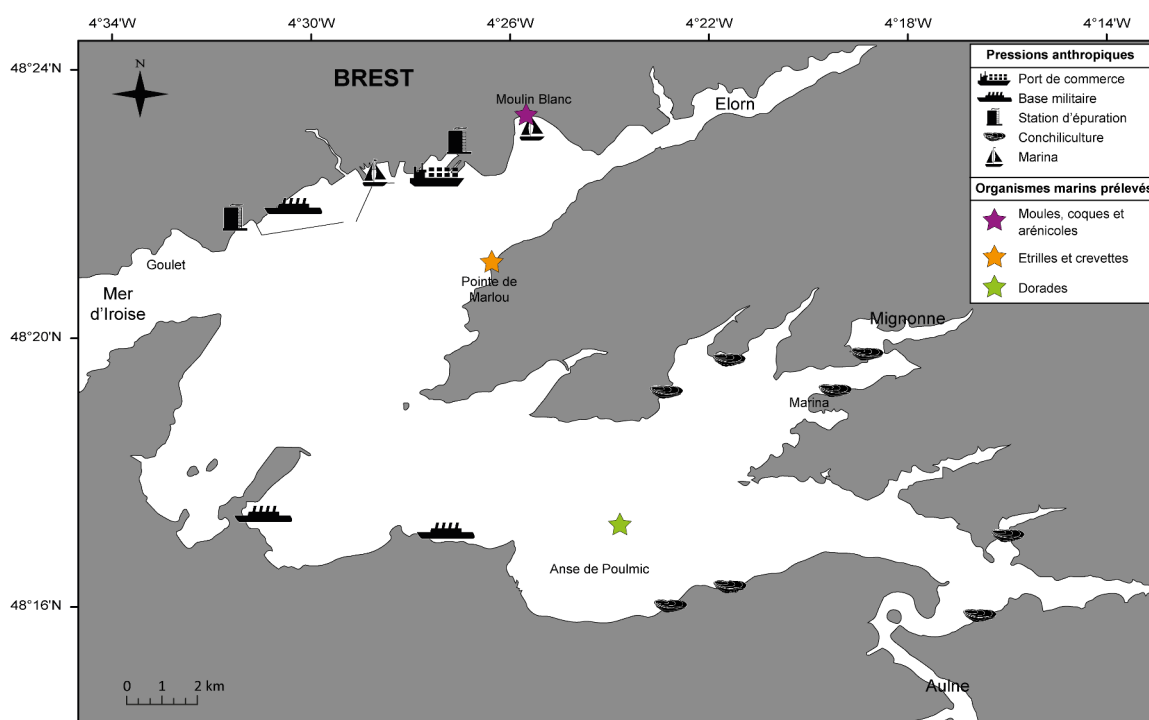 4°34'W 4°30'W 4°26'W 4°22'W 4°18'W 4°14'W
48°24'N
48°20'N
48°16'N
N
BREST
Moulin Blanc
Elorn
Goulet
Mer
d'Iroise
Pointe de
Marlou
Mignonne
Marina
Anse de Poulmic
Aulne
0 1 2 km
Pressions anthropiques
Port de commerce
Base militaire
Station d'épuration
Conchiliculture
Marina
Organismes marins prélevés
Moules, coques et
arénicoles
Etrilles et crevettes
Dorades